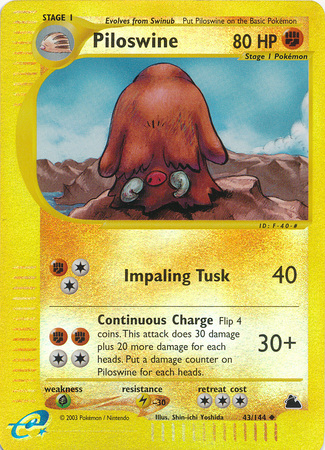 STAGE 1
Evolves from Swinub
Put Piloswine on the Basic Pokémon
Piloswine
80 HP
Stage 1 Pokémon
ID: F-40-#
Impaling Tusk
40
Continuous Charge Flip 4
coins. This attack does 30 damage
plus 20 more damage for each
heads. Put a damage counter on
Piloswine for each heads.
30+
weakness
resistance
retreat cost
-30
e
©2003 Pokémon / Nintendo
Illus. Shin-ichi Yoshida
43/144